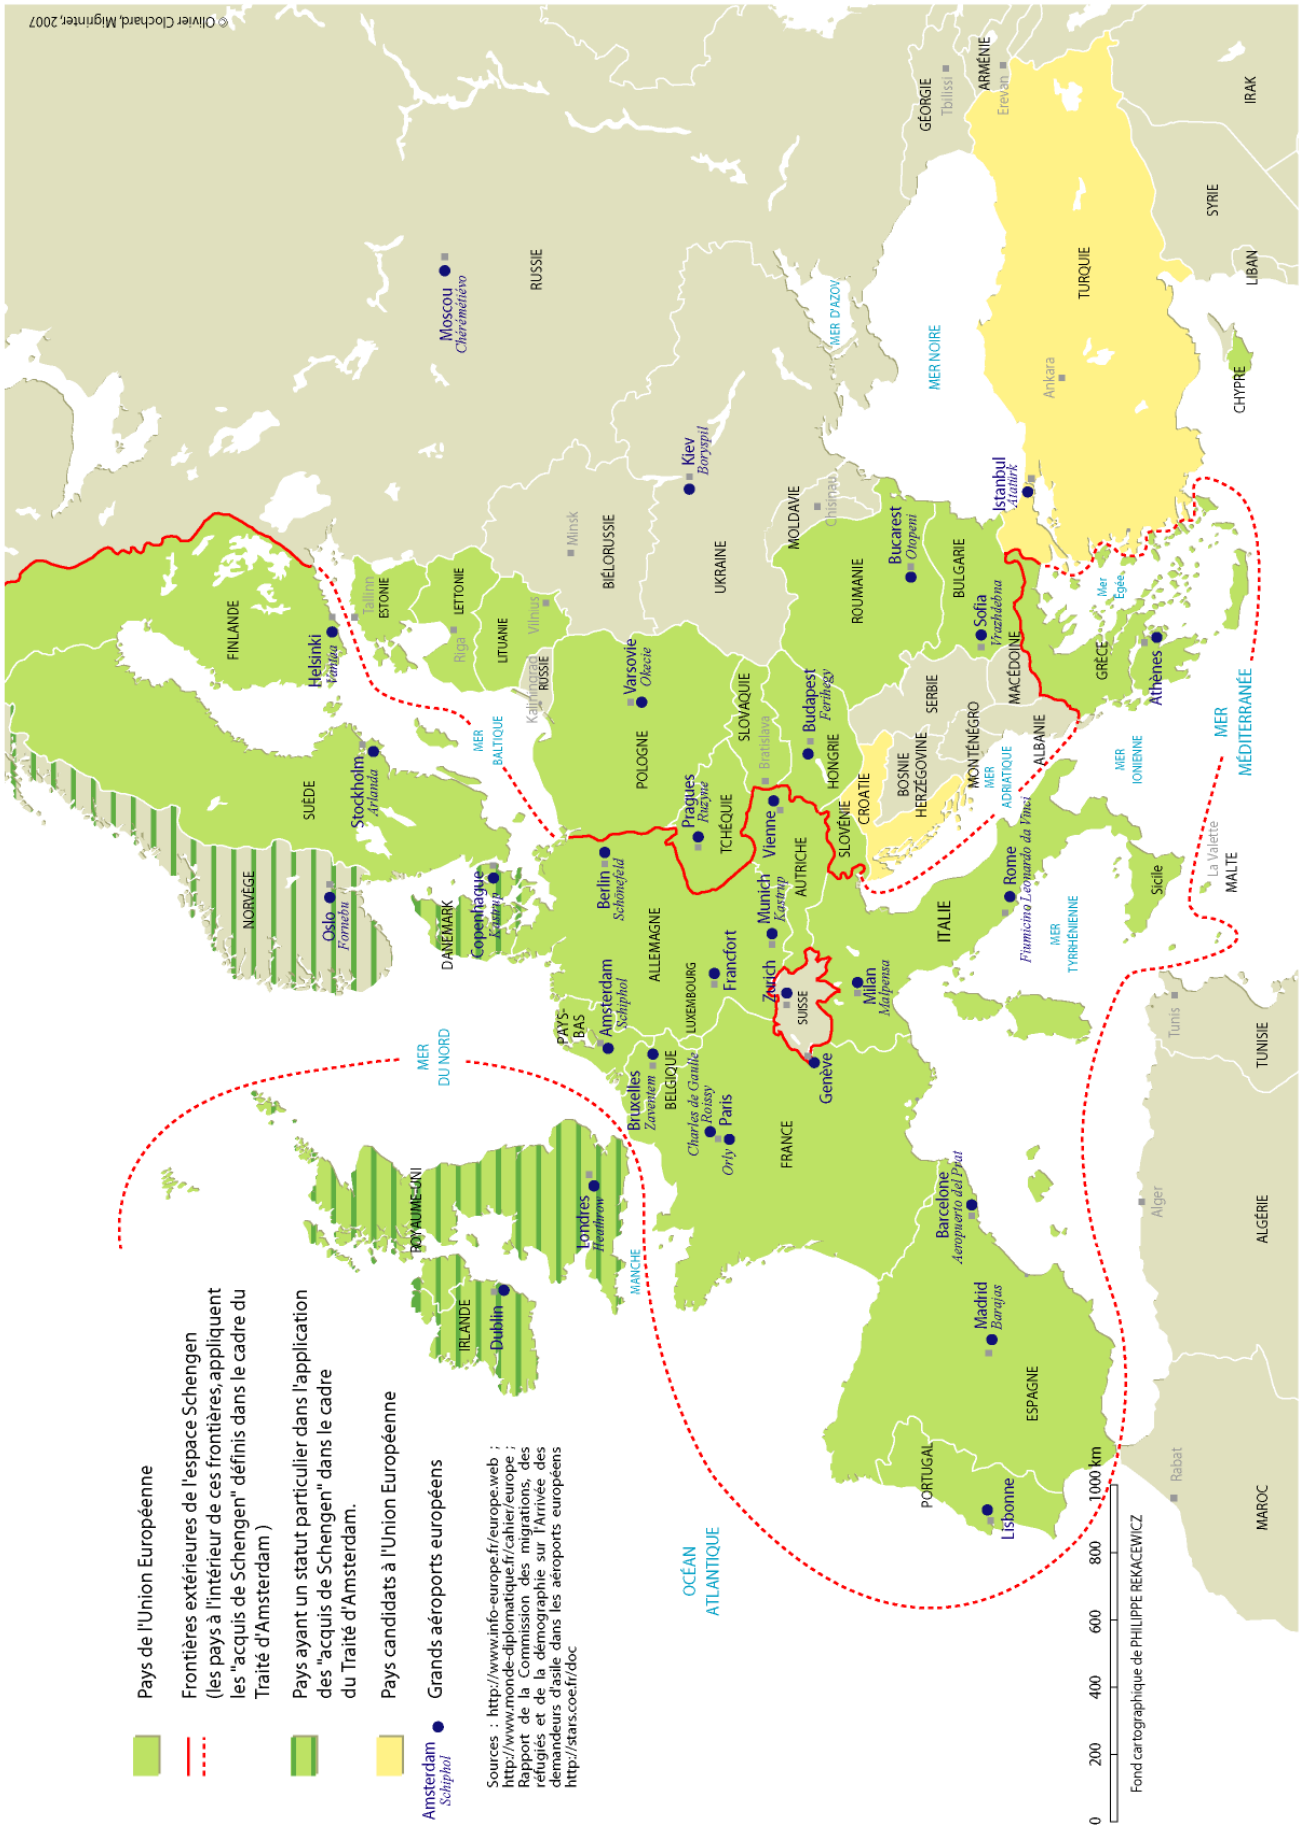 Pays de l'Union Européenne
Frontières extérieures de l'espace Schengen
(les pays à l'intérieur de ces frontières, appliquent
les "acquis de Schengen" définis dans le cadre du
Traité d'Amsterdam )
Pays ayant un statut particulier dans l'application
des "acquis de Schengen" dans le cadre
du Traité d'Amsterdam.
Pays candidats à l'Union Européenne
Amsterdam
Schiphol
Grands aéroports européens
Sources : http://www.info-europe.fr/europe.web ;
http://www.monde-diplomatique.fr/cahier/europe ;
Rapport de la Commission des migrations, des
réfugiés et de la démographie sur l'Arrivée des
demandeurs d'asile dans les aéroports européens
http://stars.coe.fr/doc
© Olivier Clochard, Migrinter, 2007
NORVÈGE
Oslo
Fornebu
SUÈDE
Stockholm
Arlanda
FINLANDE
Helsinki
Vantaa
Tallinn
ESTONIE
Riga
LETTONIE
LITUANIE
Vilnius
Kaliningrad
RUSSIE
Moscou
Chérémétiévo
RUSSIE
Minsk
BIÉLORUSSIE
Kiev
Boryspil
UKRAINE
MOLDAVIE
Chisinau
MER D'AZOV
MER NOIRE
GÉORGIE
Tbilissi
ARMÉNIE
Erevan
MER
DU NORD
MER
BALTIQUE
DANEMARK
Copenhague
Kastrup
ROYAUME-UNI
IRLANDE
Dublin
Londres
Heathrow
MANCHE
PAYS-
BAS
Amsterdam
Schiphol
Bruxelles
Zaventem
BELGIQUE
LUXEMBOURG
ALLEMAGNE
Berlin
Schönefeld
Francfort
Munich
Kastrup
POLOGNE
Varsovie
Okecie
Pragues
Ruzyne
TCHÉQUIE
SLOVAQUIE
Bratislava
Vienne
AUTRICHE
Budapest
Ferihegy
HONGRIE
SLOVÉNIE
CROATIE
BOSNIE
HERZÉGOVINE
SERBIE
MONTÉNÉGRO
MACÉDOINE
ALBANIE
ROUMANIE
Bucarest
Otopeni
BULGARIE
Sofia
Vrazhdebna
Charles de Gaulle
Roissy
Orly
Paris
FRANCE
Zurich
SUISSE
Genève
Milan
Malpensa
ITALIE
Rome
Fiumicino Léonardo da Vinci
MER
ADRIATIQUE
MER
TYRRHÉNIENNE
Sicile
MER
IONIENNE
GRÈCE
Athènes
Mer
Egée
Istanbul
Atatürk
Ankara
TURQUIE
CHYPRE
LIBAN
SYRIE
IRAK
OCÉAN
ATLANTIQUE
PORTUGAL
Lisbonne
Madrid
Barajas
ESPAGNE
Barcelone
Aeropuerto del Prat
MER
MÉDITERRANÉE
La Valette
MALTE
Rabat
MAROC
Alger
ALGÉRIE
Tunis
TUNISIE
0 200 400 600 800 1000 km
Fond cartographique de PHILIPPE REKACEWICZ